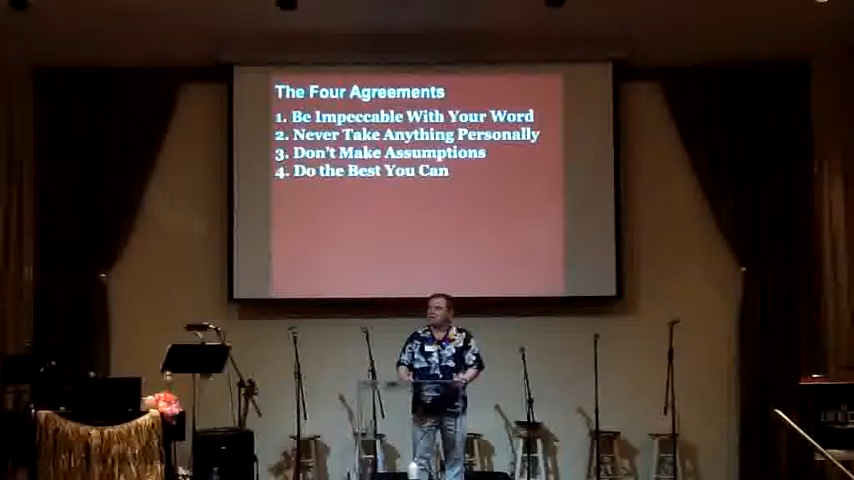 The Four Agreements
1. Be Impeccable With Your Word
2. Never Take Anything Personally
3. Don't Make Assumptions
4. Do the Best You Can